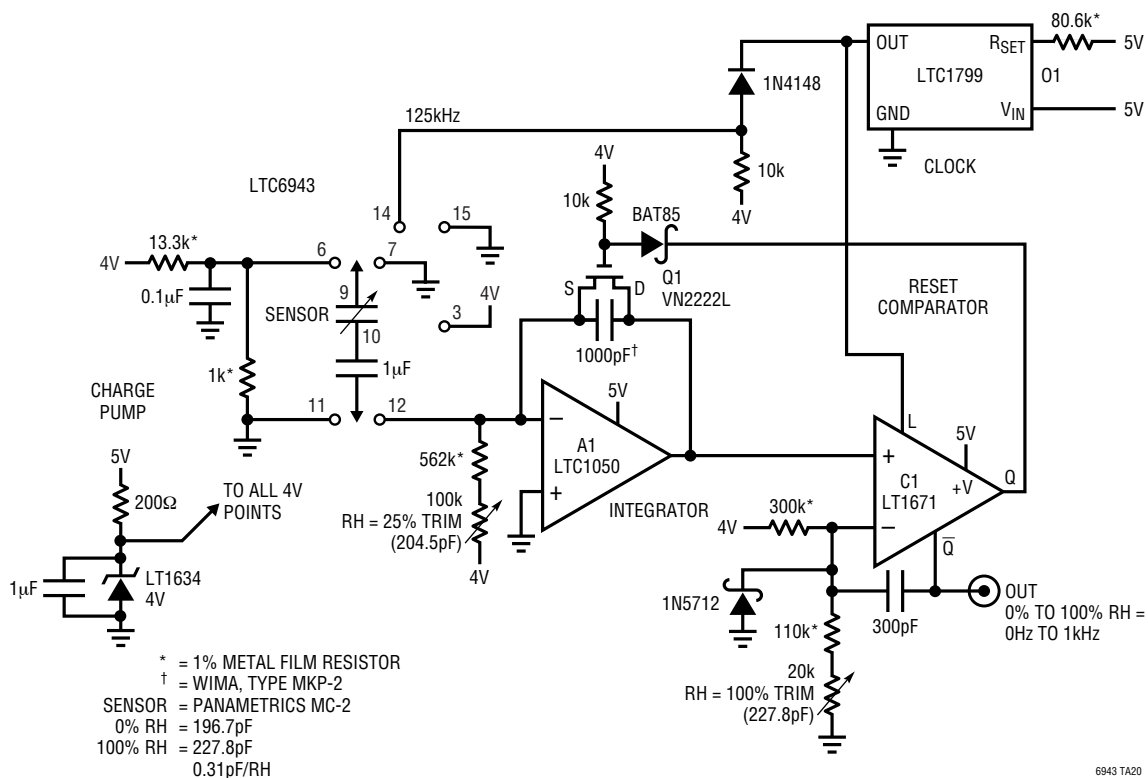 80.6k*
OUT
RSET
5V
LTC1799
O1
1N4148
GND
VIN
5V
125kHz
CLOCK
10k
4V
4V
LTC6943
10k
BAT85
14
15
13.3k*
4V
6
7
Q1
VN2222L
S
D
0.1µF
9
4V
3
SENSOR
RESET
COMPARATOR
10
1000pF†
1µF
1k*
CHARGE
PUMP
11
12
5V
L
5V
–
A1
LTC1050
+
5V
200Ω
TO ALL 4V
POINTS
562k*
100k
RH = 25% TRIM
(204.5pF)
4V
INTEGRATOR
+
C1
LT1671
+V
–
Q
Q̅
300k*
4V
1µF
LT1634
4V
1N5712
300pF
OUT
0% TO 100% RH =
0Hz TO 1kHz
110k*
20k
RH = 100% TRIM
(227.8pF)
* = 1% METAL FILM RESISTOR
† = WIMA, TYPE MKP-2
SENSOR = PANAMETRICS MC-2
0% RH = 196.7pF
100% RH = 227.8pF
0.31pF/RH
6943 TA20